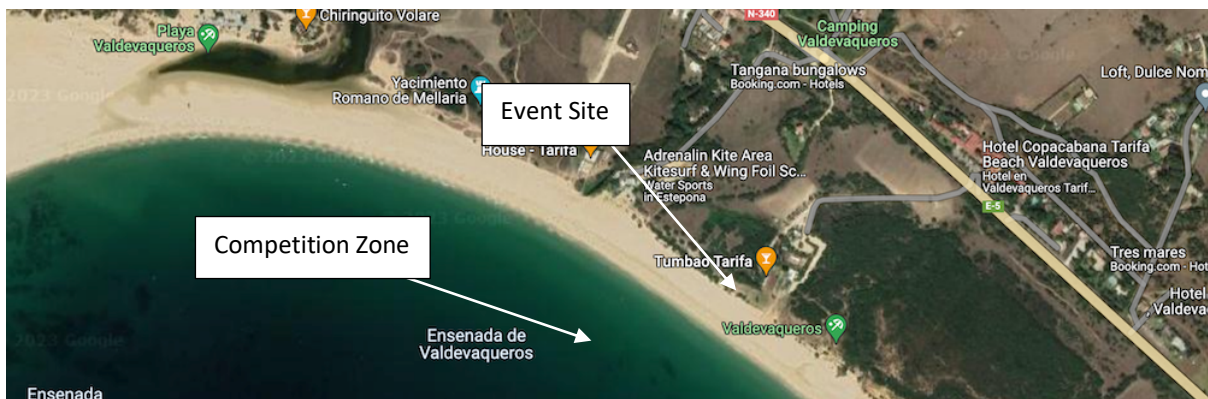 Chiringuito Volare
N-340
Playa
Valdevaqueros
Camping
Valdevaqueros
Yacimiento
Romano de Mellaria
Tangana bungalows
Booking.com - Hotels
Loft, Dulce Nom
2023 Google
Event Site
House - Tarifa
Adrenalin Kite Area
Kitesurf & Wing Foil Sc...
Water Sports
in Estepona
Hotel Copacabana Tarifa
Beach Valdevaqueros
Hotel en
Valdevaqueros Tarif...
E-5
Competition Zone
Tumbao Tarifa
Tres mares
Booking.com - Hot
Hotel
, Valdeva
Valdevaqueros
Ensenada de
Valdevaqueros
2023 Google
Ensenada